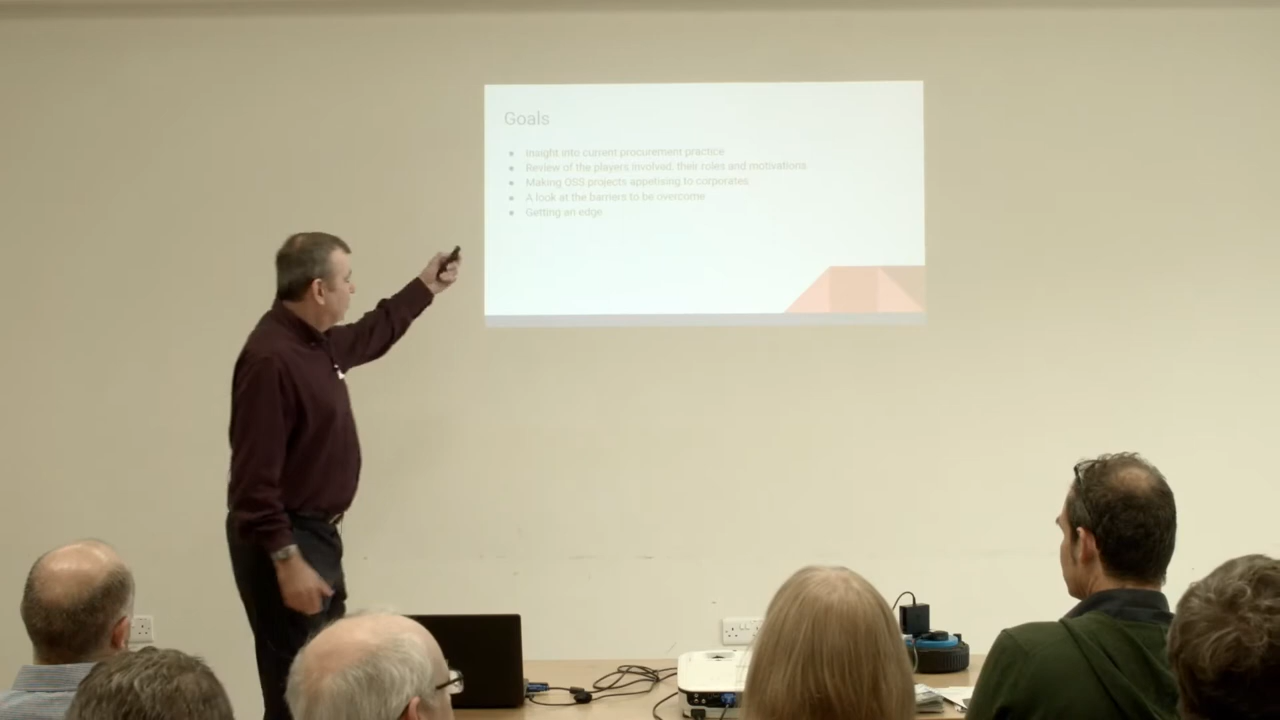 Goals
Insight into current procurement practice
Review of the players involved, their roles and motivations
Making OSS projects appetising to corporates
A look at the barriers to be overcome
Getting an edge